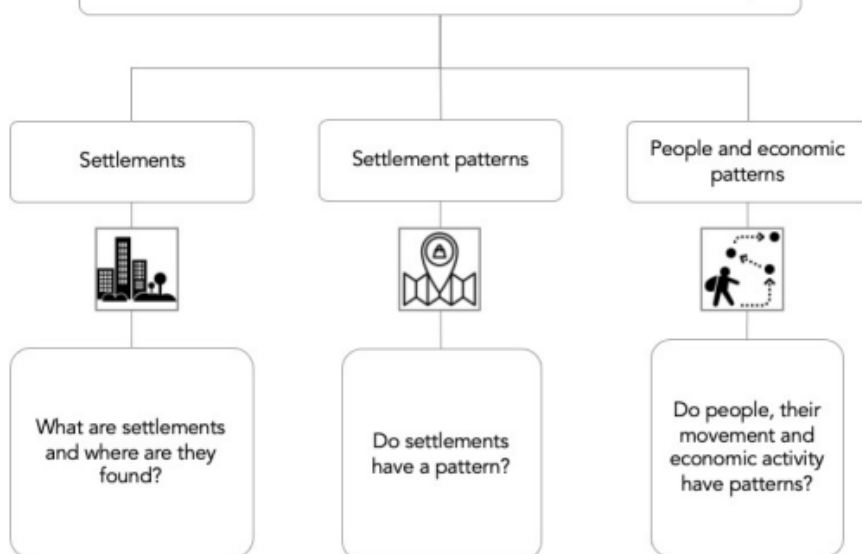 Settlements
Settlement patterns
People and economic
patterns
What are settlements
and where are they
found?
Do settlements
have a pattern?
Do people, their
movement and
economic activity
have patterns?